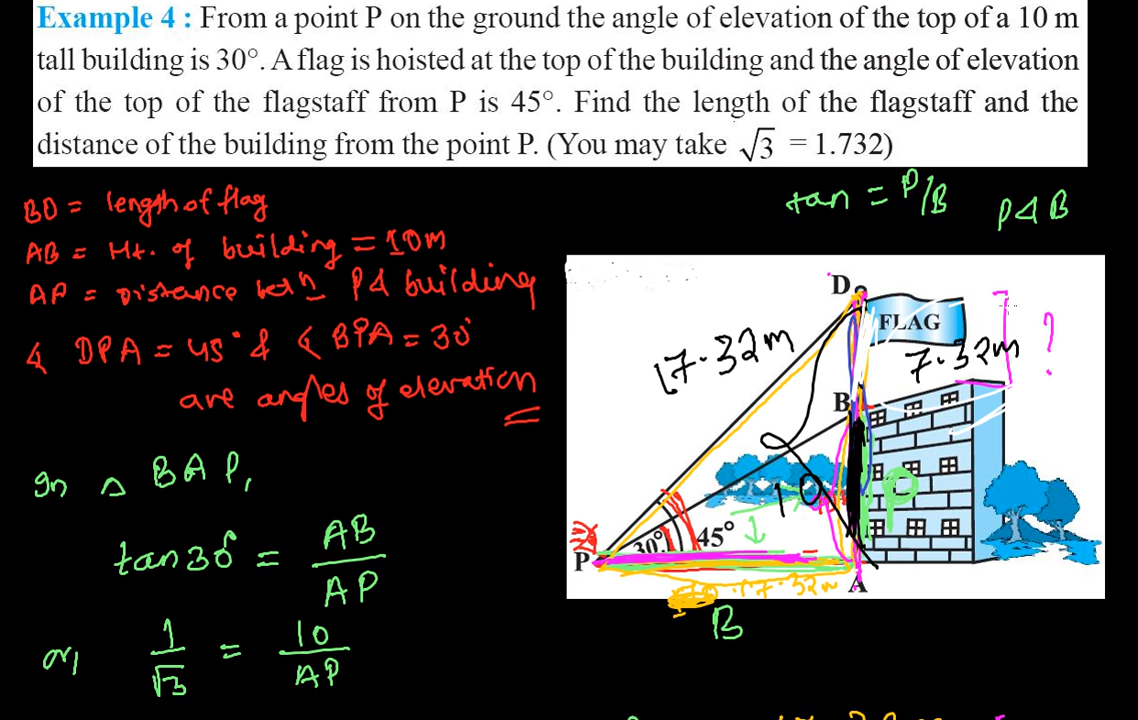 Example 4 : From a point P on the ground the angle of elevation of the top of a 10 m
tall building is 30°. A flag is hoisted at the top of the building and the angle of elevation
of the top of the flagstaff from P is 45°. Find the length of the flagstaff and the
distance of the building from the point P. (You may take √3 = 1.732)
tan = P/B P&B
BD = length of flag
AB = Ht. of building = 10m
AP = Distance betn P& building
∠ DPA = 45° & ∠ BPA = 30°
are angles of elevation
In △ BAP,
tan30° = AB/AP
or, 1/√3 = 10/AP
D
FLAG
17.32m
7.32m
?
B
10
P
30°
45°
P
17.32m
A
B